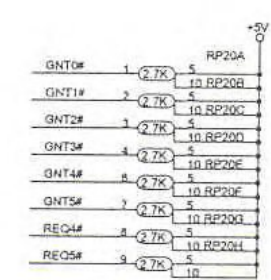 +5V
RP20A
GNT0# 1 2.7K 5
10 RP20B
GNT1# 2 2.7K 5
10 RP20C
GNT2# 3 2.7K 5
10 RP20D
GNT3# 4 2.7K 5
10 RP20E
GNT4# 6 2.7K 5
10 RP20F
GNT5# 7 2.7K 5
10 RP20G
REQ4# 8 2.7K 5
10 RP20H
REQ5# 9 2.7K 5
10